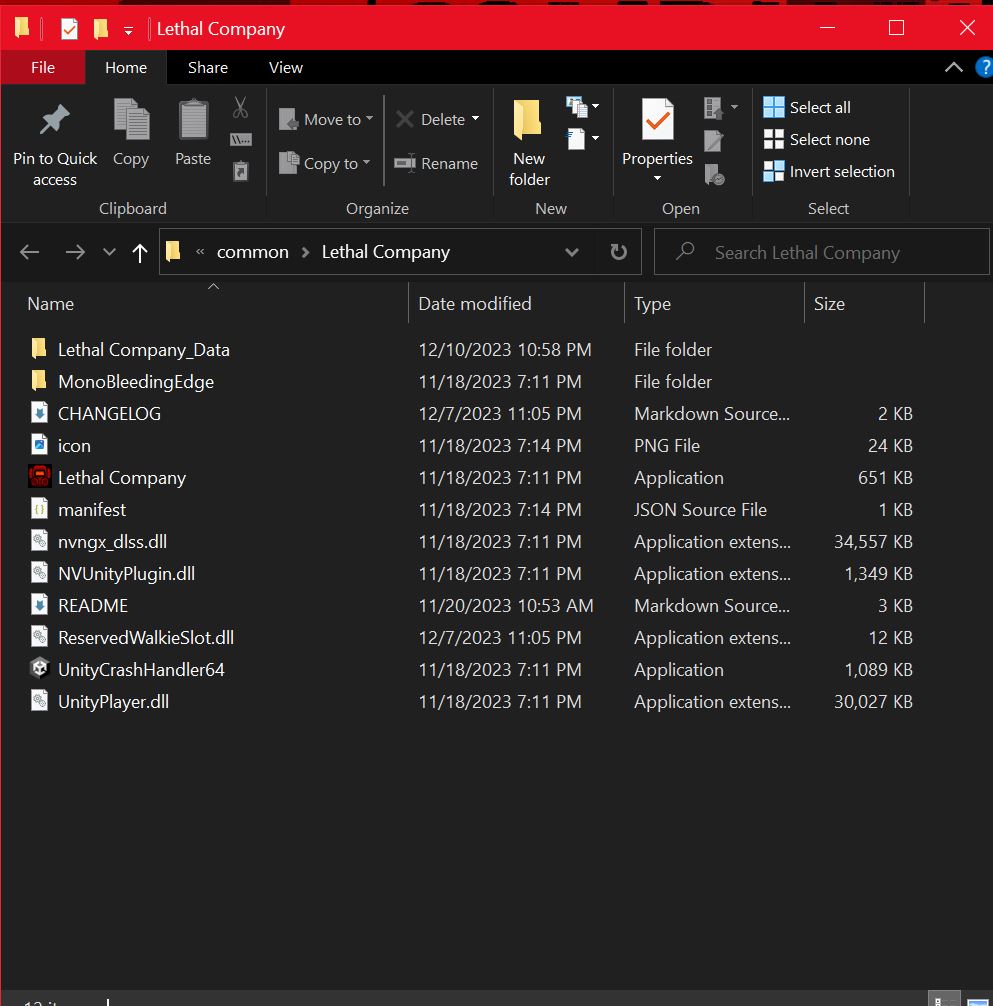 Lethal Company
File Home Share View
Pin to Quick access Copy Paste
Move to Copy to Delete Rename
New folder
Properties
Select all
Select none
Invert selection
Clipboard Organize New Open Select
« common > Lethal Company Search Lethal Company
Name Date modified Type Size
Lethal Company_Data 12/10/2023 10:58 PM File folder
MonoBleedingEdge 11/18/2023 7:11 PM File folder
CHANGELOG 12/7/2023 11:05 PM Markdown Source... 2 KB
icon 11/18/2023 7:14 PM PNG File 24 KB
Lethal Company 11/18/2023 7:11 PM Application 651 KB
manifest 11/18/2023 7:14 PM JSON Source File 1 KB
nvngx_dlss.dll 11/18/2023 7:11 PM Application extens... 34,557 KB
NVUnityPlugin.dll 11/18/2023 7:11 PM Application extens... 1,349 KB
README 11/20/2023 10:53 AM Markdown Source... 3 KB
ReservedWalkieSlot.dll 12/7/2023 11:05 PM Application extens... 12 KB
UnityCrashHandler64 11/18/2023 7:11 PM Application 1,089 KB
UnityPlayer.dll 11/18/2023 7:11 PM Application extens... 30,027 KB